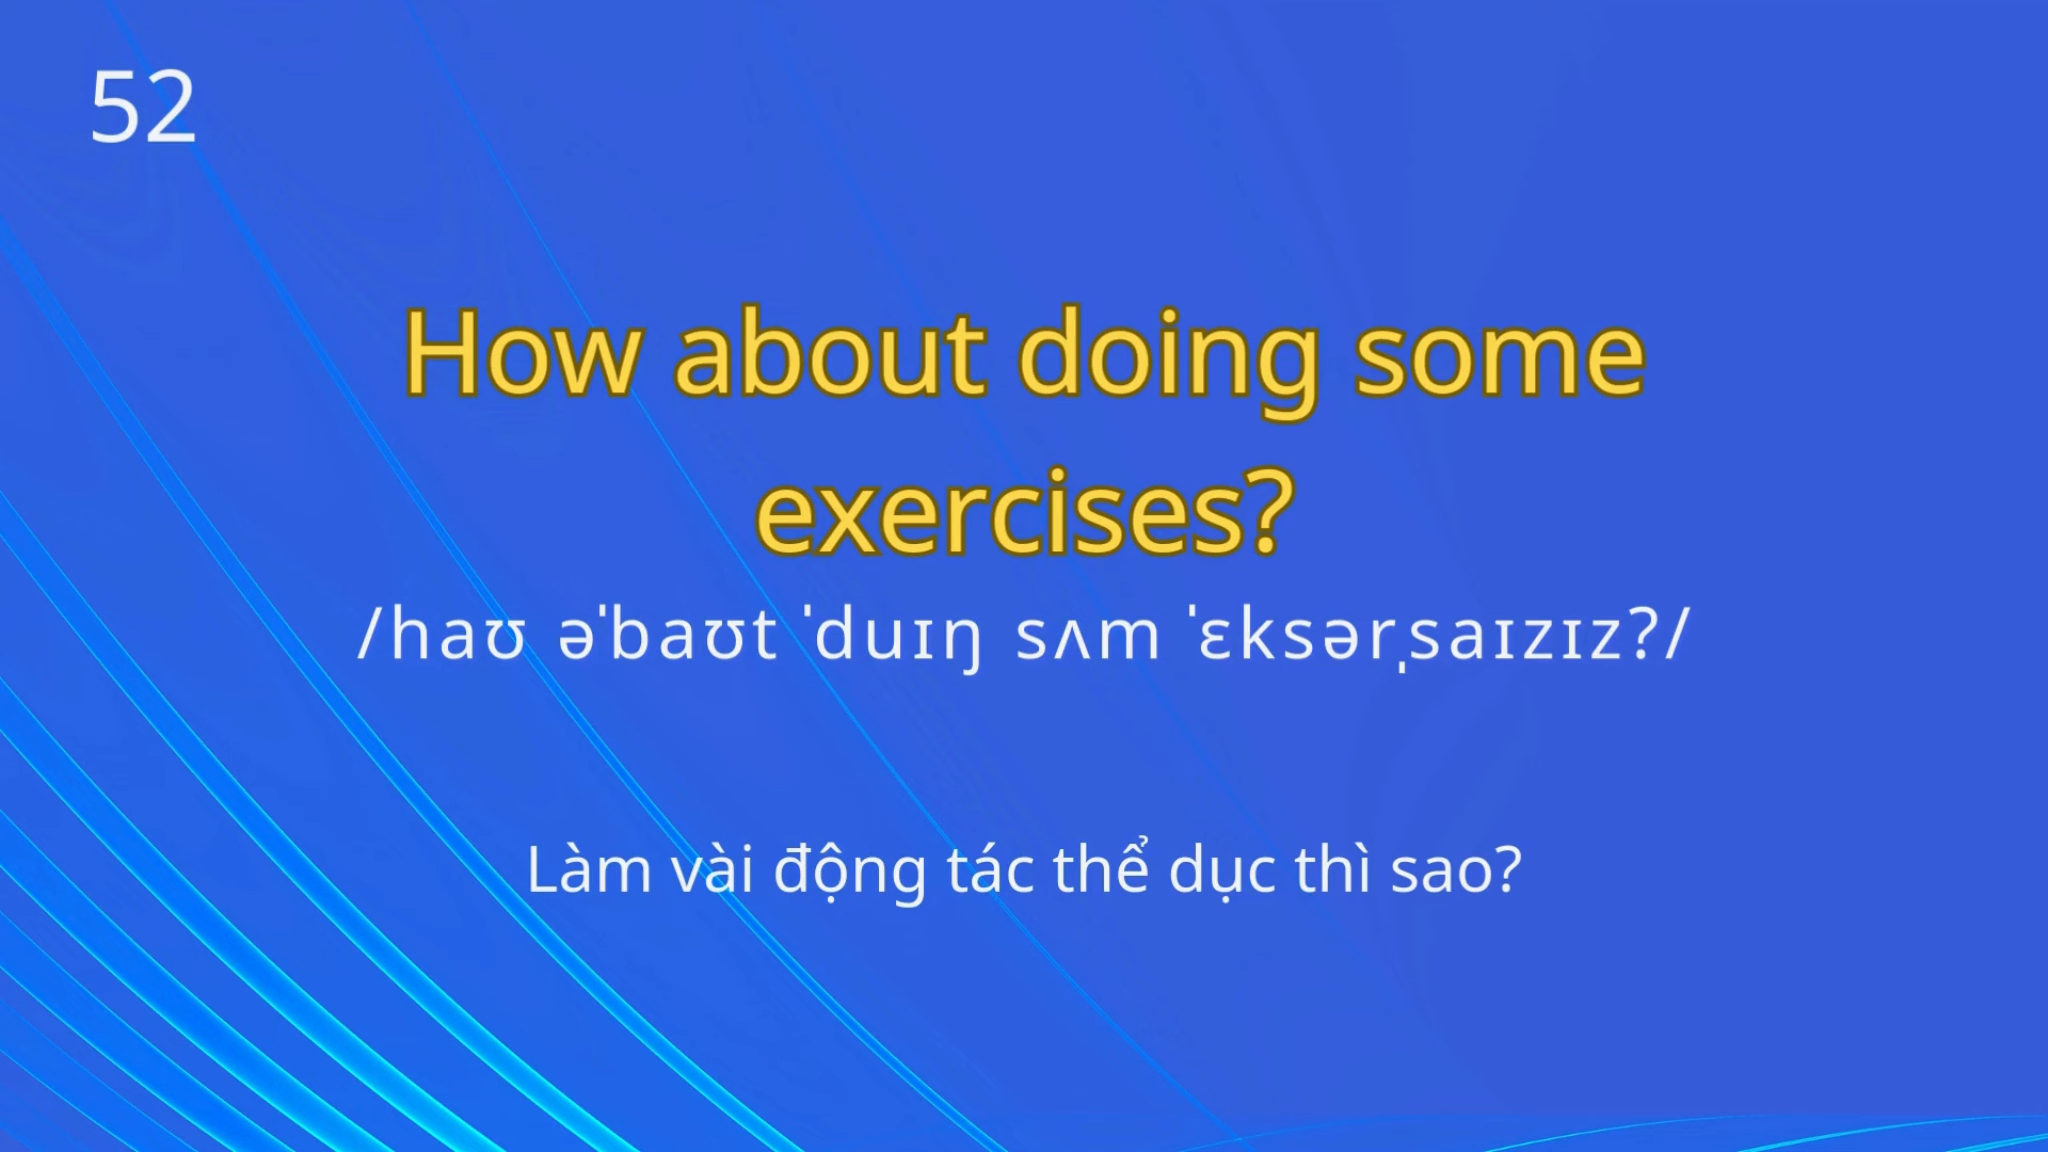 52
How about doing some
exercises?
/haʊ əˈbaʊt ˈduɪŋ sʌm ˈɛksərˌsaɪzɪz?/
Làm vài động tác thể dục thì sao?